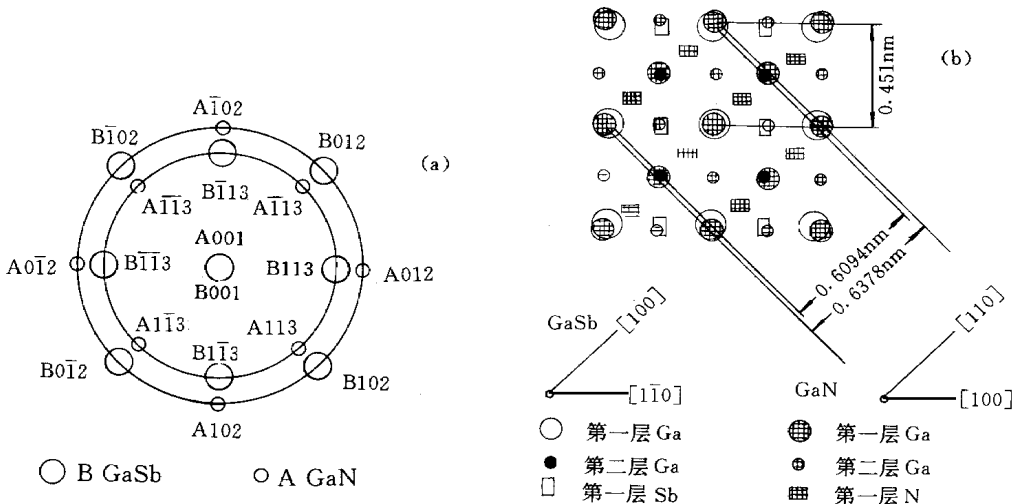 (a)
A1̄02
B1̄02
B012
B1̄13
A1̄1̄3
A1̄13
A001
B001
A01̄2
B1̄1̄3
B113
A012
A11̄3
A113
B01̄2
B11̄3
B102
A102
B GaSb
A GaN
(b)
0.451nm
0.6094nm
0.6378nm
GaSb
[100]
[11̄0]
GaN
[110]
[100]
第一层 Ga
第二层 Ga
第一层 Sb
第一层 Ga
第二层 Ga
第一层 N